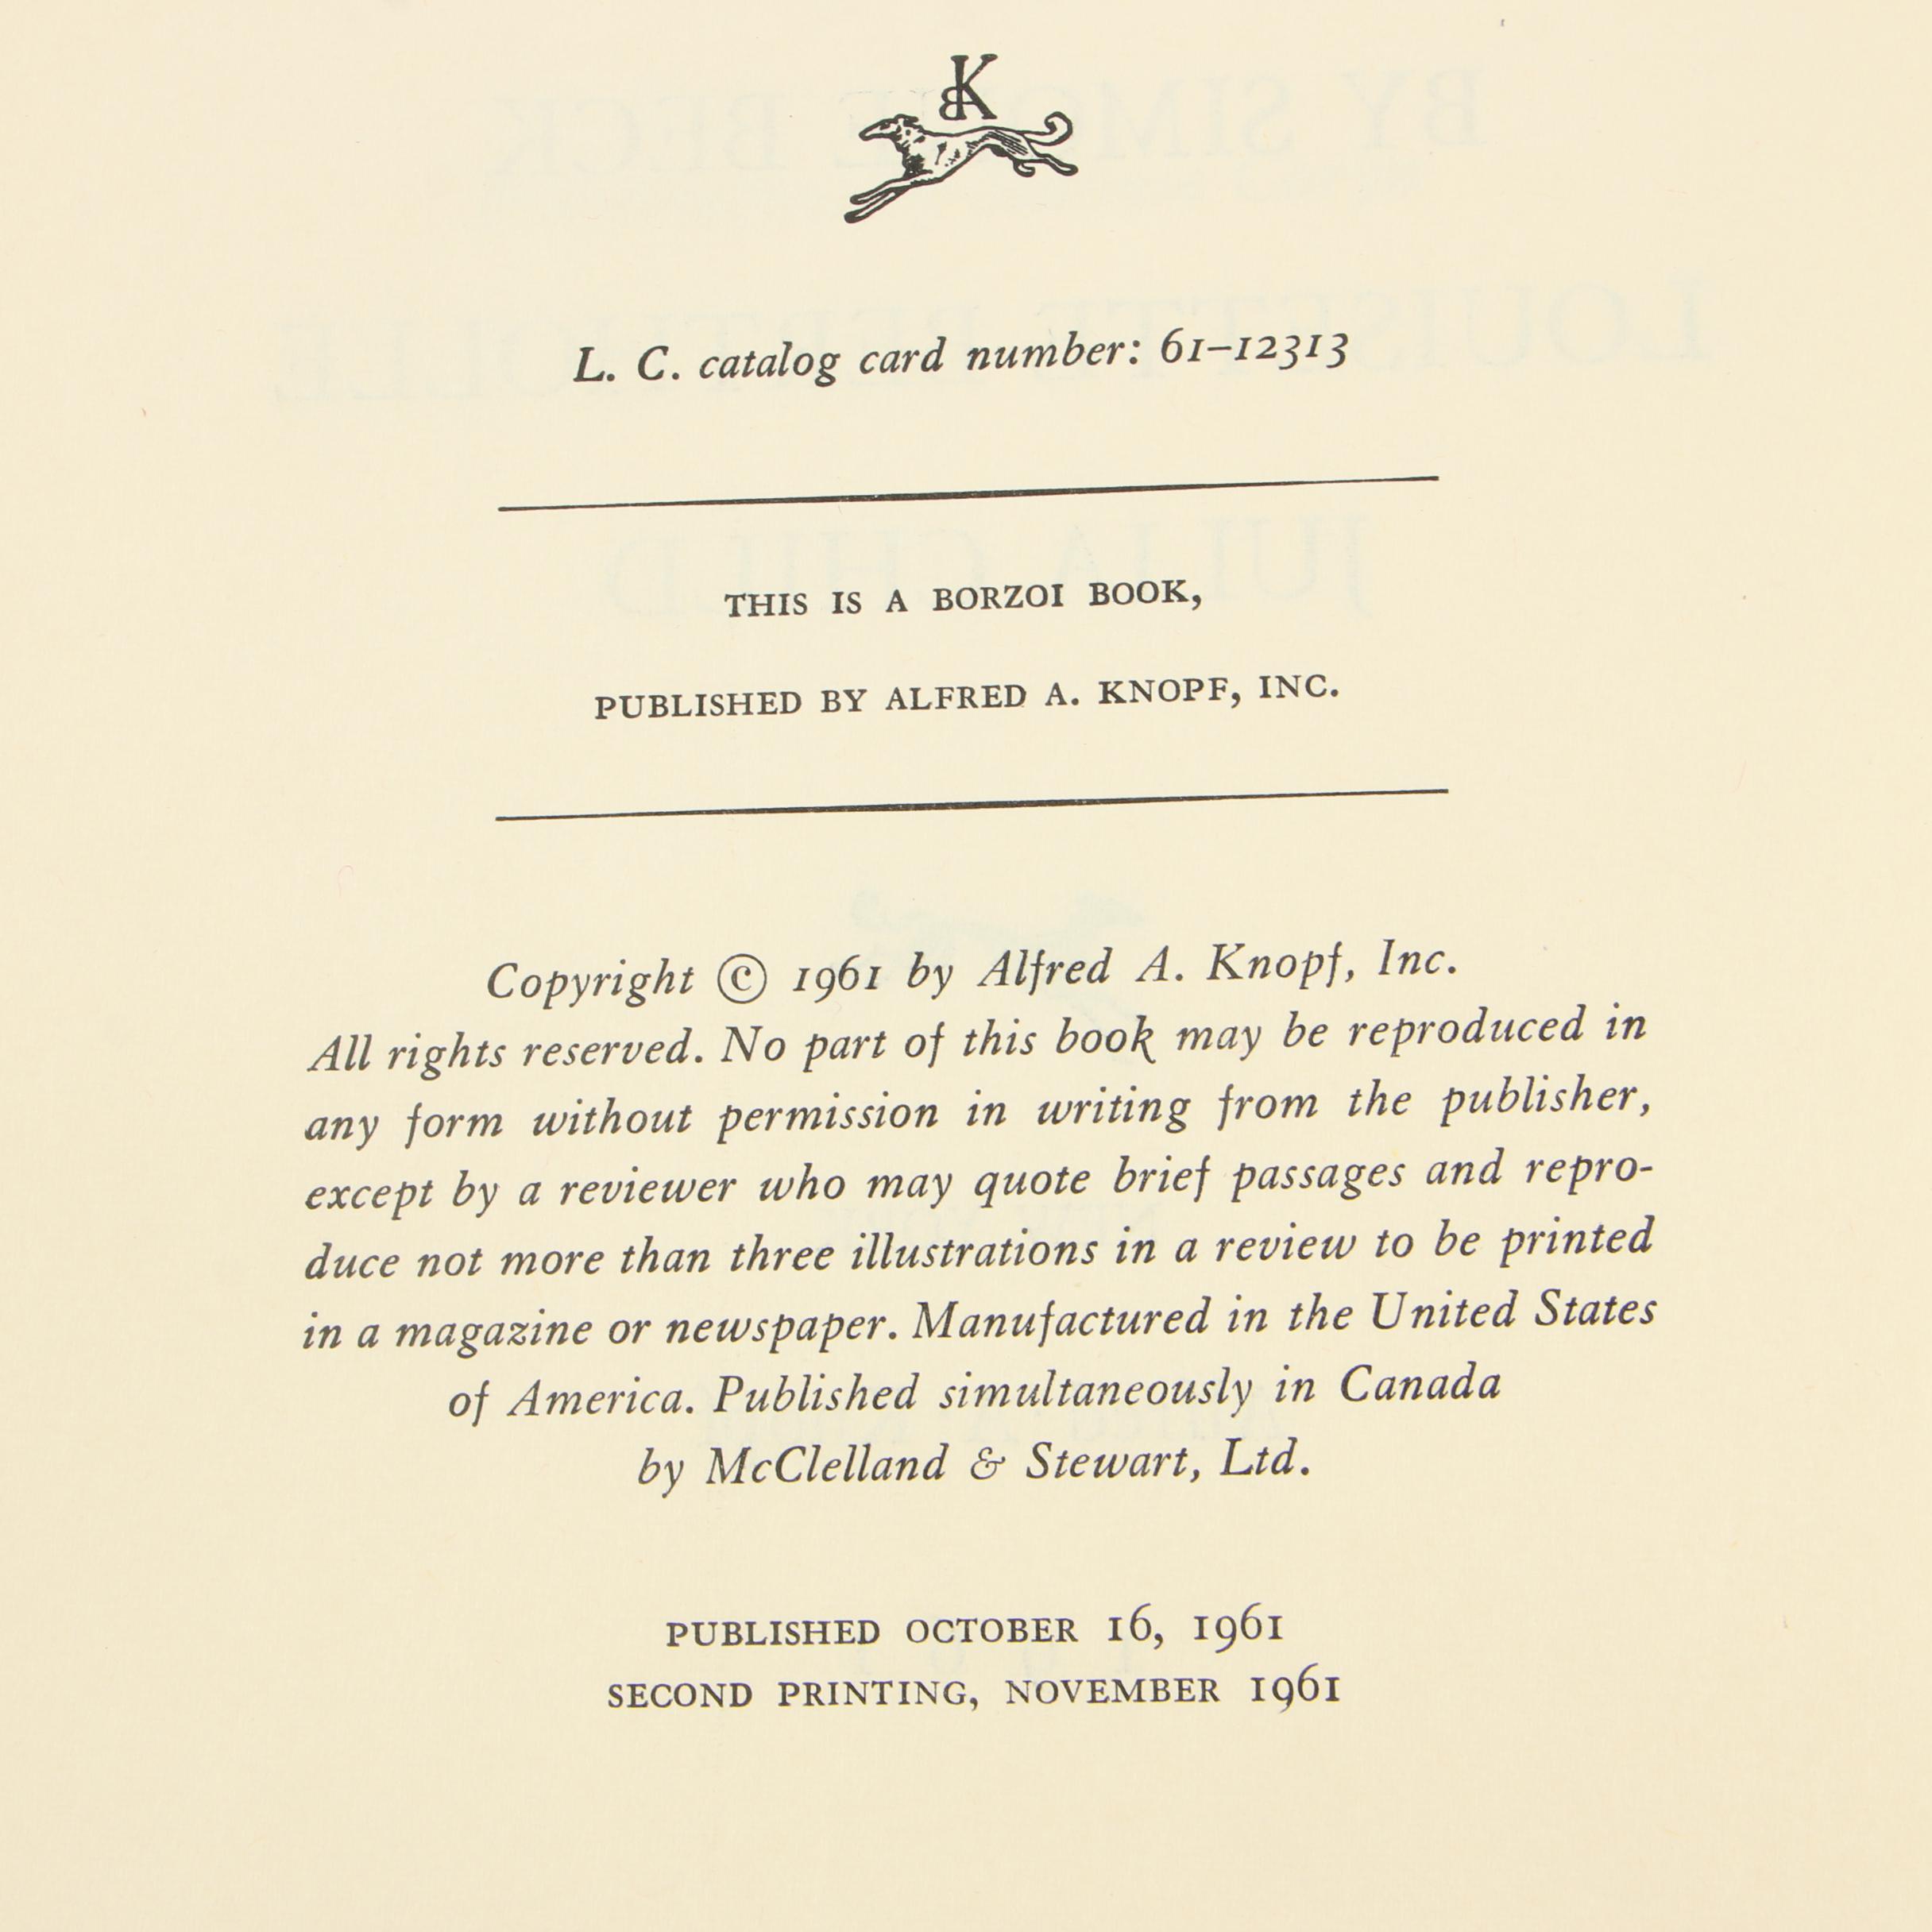 BK
L. C. catalog card number: 61–12313
THIS IS A BORZOI BOOK,
PUBLISHED BY ALFRED A. KNOPF, INC.
Copyright © 1961 by Alfred A. Knopf, Inc.
All rights reserved. No part of this book may be reproduced in
any form without permission in writing from the publisher,
except by a reviewer who may quote brief passages and repro-
duce not more than three illustrations in a review to be printed
in a magazine or newspaper. Manufactured in the United States
of America. Published simultaneously in Canada
by McClelland & Stewart, Ltd.
PUBLISHED OCTOBER 16, 1961
SECOND PRINTING, NOVEMBER 1961